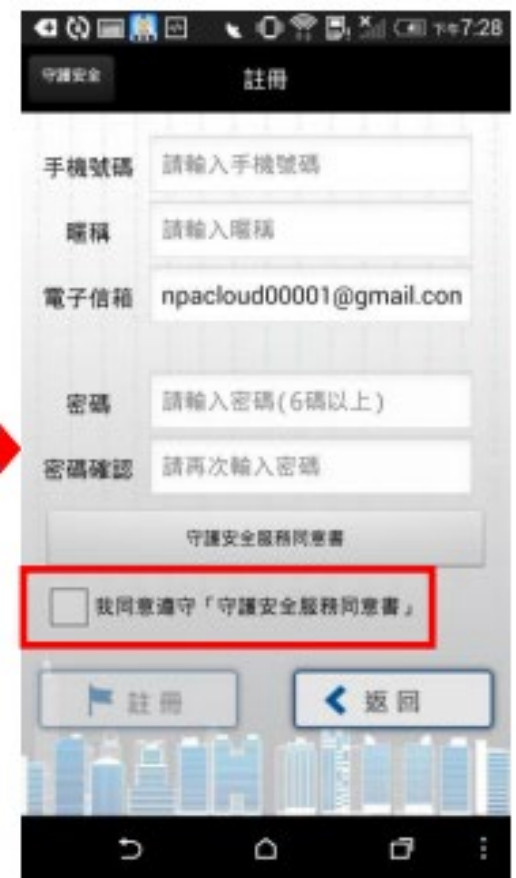 下午7:28
守護安全
註冊
手機號碼 請輸入手機號碼
暱稱 請輸入暱稱
電子信箱 npacloud00001@gmail.con
密碼 請輸入密碼(6碼以上)
密碼確認 請再次輸入密碼
守護安全服務同意書
我同意遵守「守護安全服務同意書」
註冊
返回